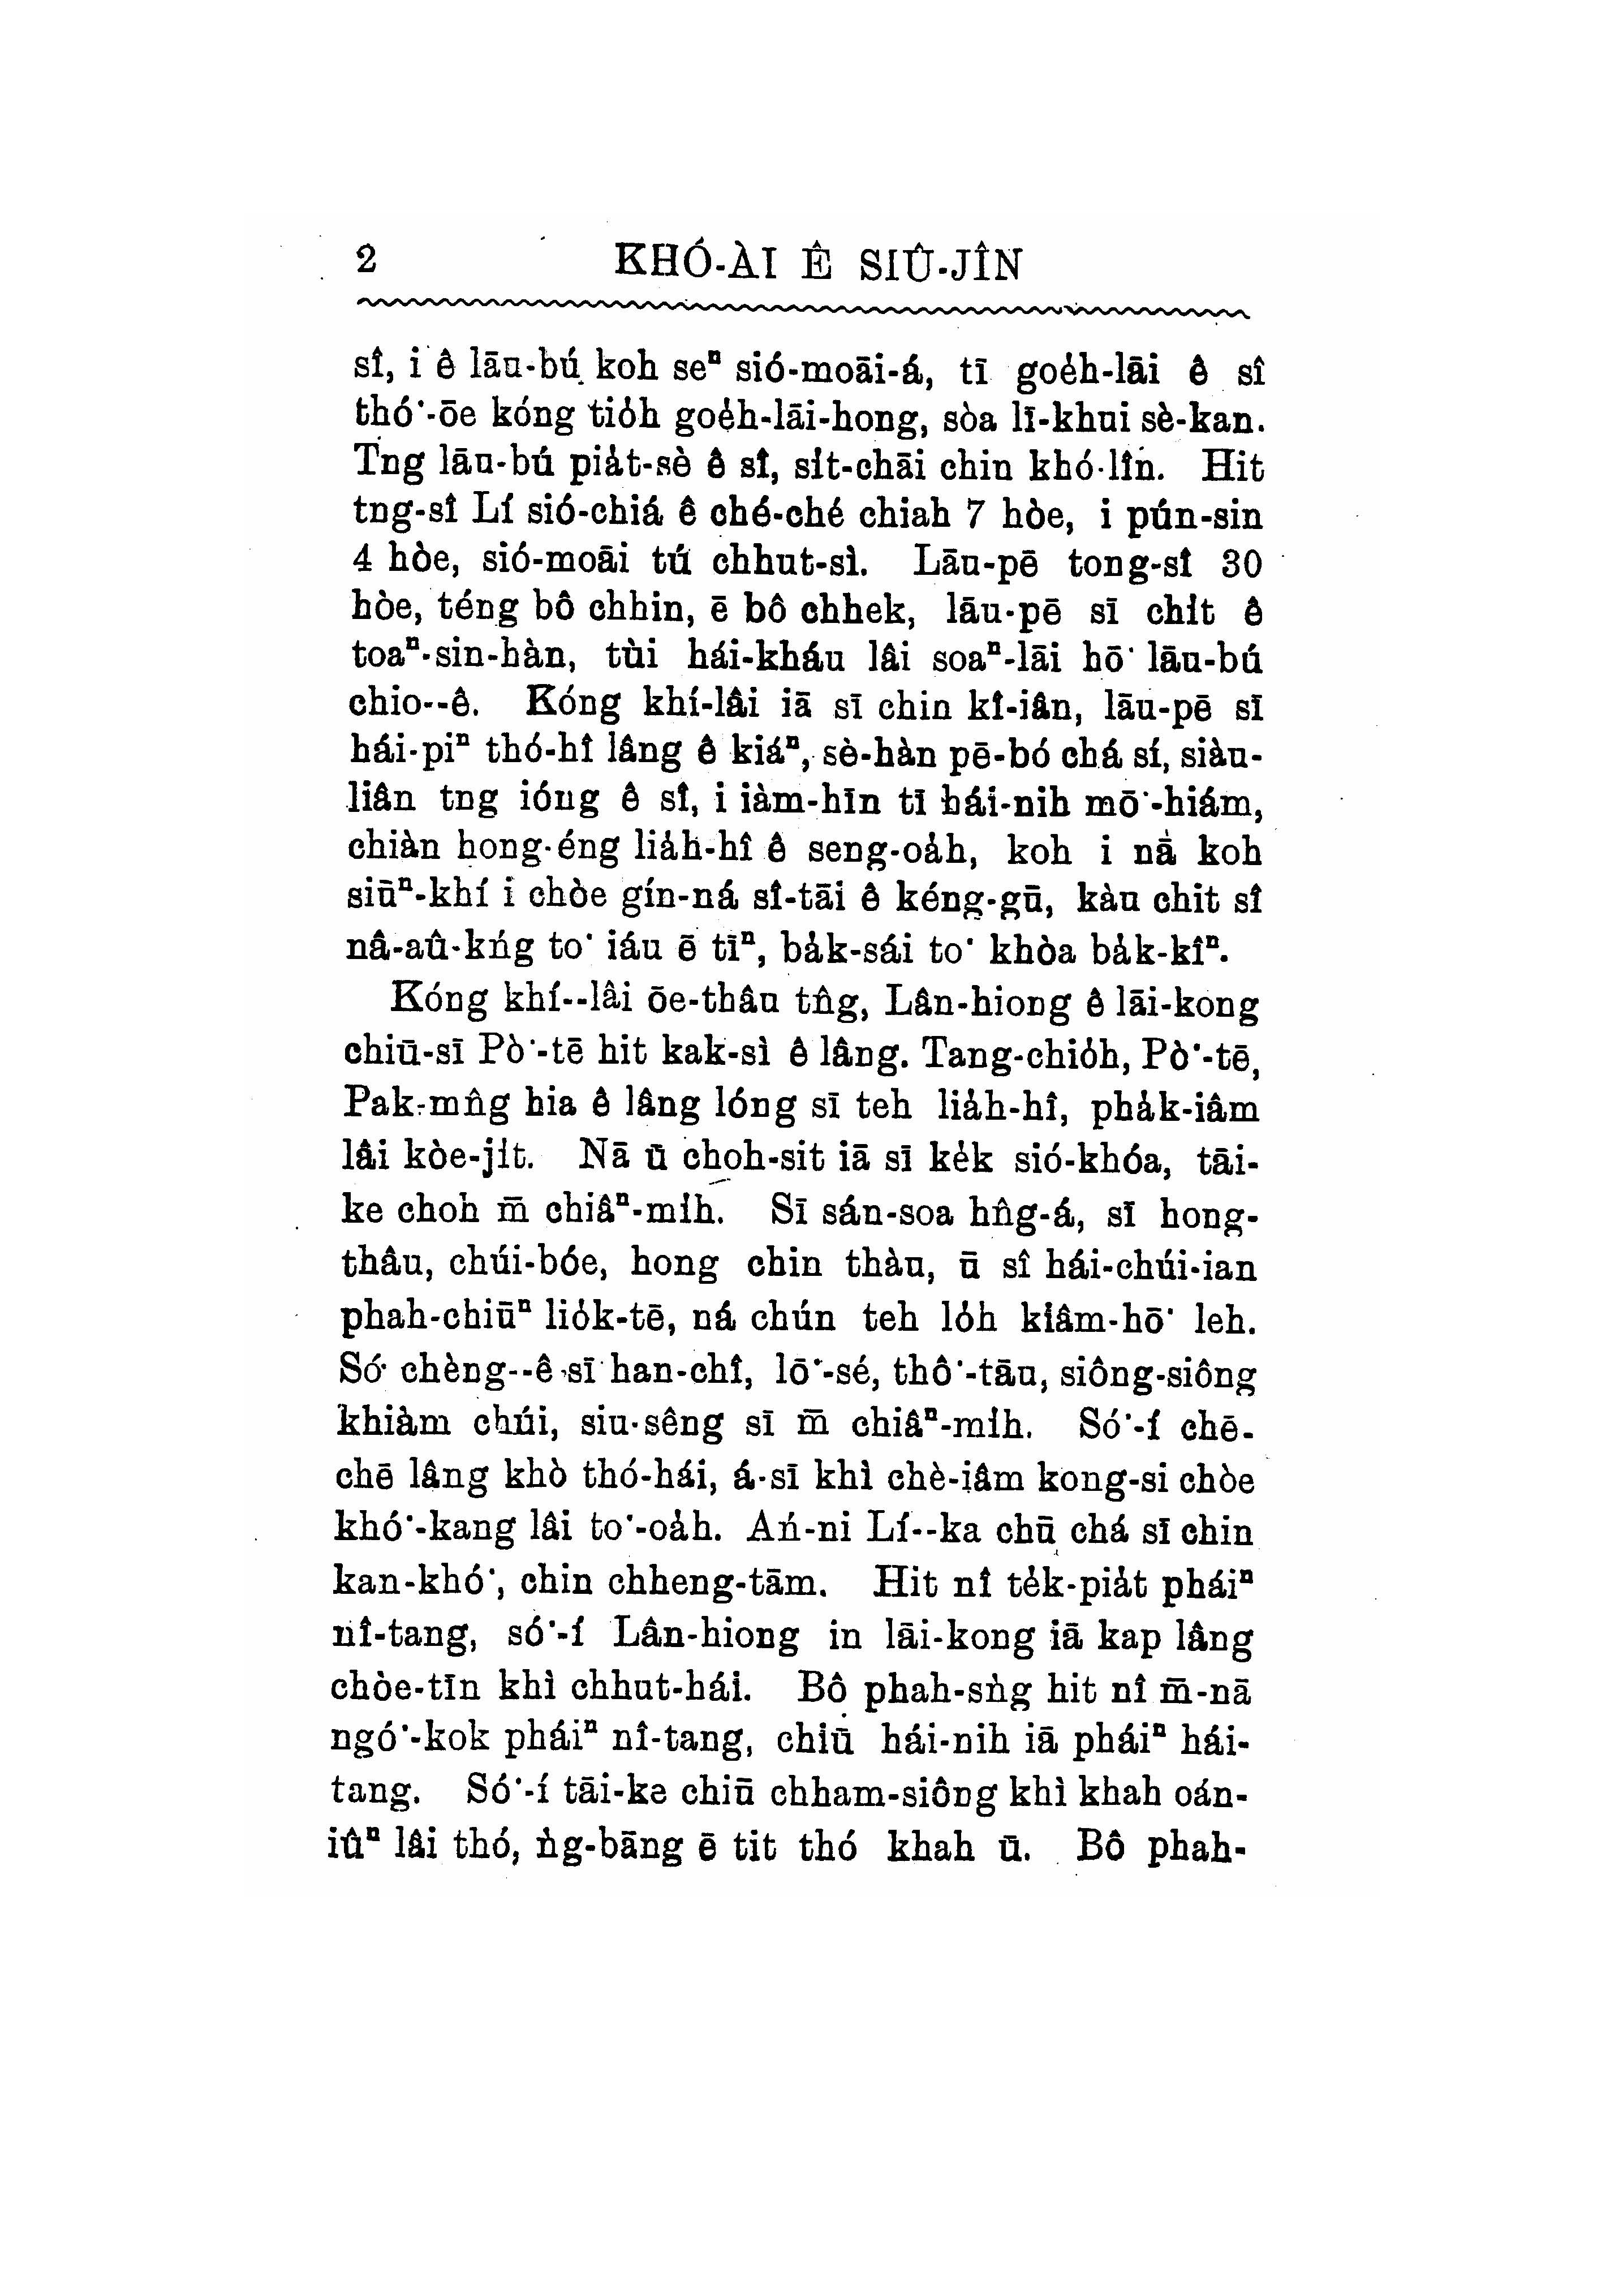 2 KHÓ-ÀI Ê SIÛ-JÎN
sî, i ê lāu-bú koh seⁿ sió-moāi-á, tī goe̍h-lāi ê sî
thó͘-ōe kóng tio̍h goe̍h-lāi-hong, sòa lī-khui sè-kan.
Tng lāu-bú pia̍t-sè ê sî, si̍t-chāi chin khó-lîn. Hit
tng-sî Lí sió-chiá ê ché-ché chiah 7 hòe, i pún-sin
4 hòe, sió-moāi tú chhut-sì. Lāu-pē tong-sî 30
hòe, téng bô chhin, ē bô chhek, lāu-pē sī chi̍t ê
toaⁿ-sin-hàn, tùi hái-kháu lâi soaⁿ-lāi hō͘ lāu-bú
chio--ê. Kóng khí-lâi iā sī chin kî-iân, lāu-pē sī
hái-piⁿ thó-hî lâng ê kiáⁿ, sè-hàn pē-bó chá sí, siàu-
liân tng ióng ê sî, i iàm-hīn tī hái-nih mō͘-hiám,
chiàn hong-éng lia̍h-hî ê seng-oa̍h, koh i nā koh
siūⁿ-khí i chòe gín-ná sî-tāi ê kéng-gū, kàu chit sî
nâ-aû-kńg to͘ iáu ē tīⁿ, ba̍k-sái to͘ khòa ba̍k-kîⁿ.
Kóng khí--lâi ōe-thâu tn̂g, Lân-hiong ê lāi-kong
chiū-sī Pò͘-tē hit kak-sì ê lâng. Tang-chio̍h, Pò͘-tē,
Pak-mn̂g hia ê lâng lóng sī teh lia̍h-hî, pha̍k-iâm
lâi kòe-ji̍t. Nā ū choh-sit iā sī ke̍k sió-khóa, tāi-
ke choh m̄ chiâⁿ-mi̍h. Sī sán-soa hn̂g-á, sī hong-
thâu, chúi-bóe, hong chin thàu, ū sî hái-chúi-ian
phah-chiūⁿ lio̍k-tē, ná chún teh lo̍h kiâm-hō͘ leh.
Só͘ chèng--ê sī han-chî, lō͘-sé, thô͘-tāu, siông-siông
khiàm chúi, siu-sêng sī m̄ chiâⁿ-mi̍h. Só͘-í chē-
chē lâng khò thó-hái, á-sī khì chè-iâm kong-si chòe
khó͘-kang lâi to͘-oa̍h. Án-ni Lí--ka chū chá sī chin
kan-khó͘, chin chheng-tām. Hit nî te̍k-pia̍t pháiⁿ
nî-tang, só͘-í Lân-hiong in lāi-kong iā kap lâng
chòe-tīn khì chhut-hái. Bô phah-sǹg hit nî m̄-nā
ngó͘-kok pháiⁿ nî-tang, chiū hái-nih iā pháiⁿ hái-
tang. Só͘-í tāi-ke chiū chham-siông khì khah oán-
iûⁿ lâi thó, ǹg-bāng ē tit thó khah ū. Bô phah-